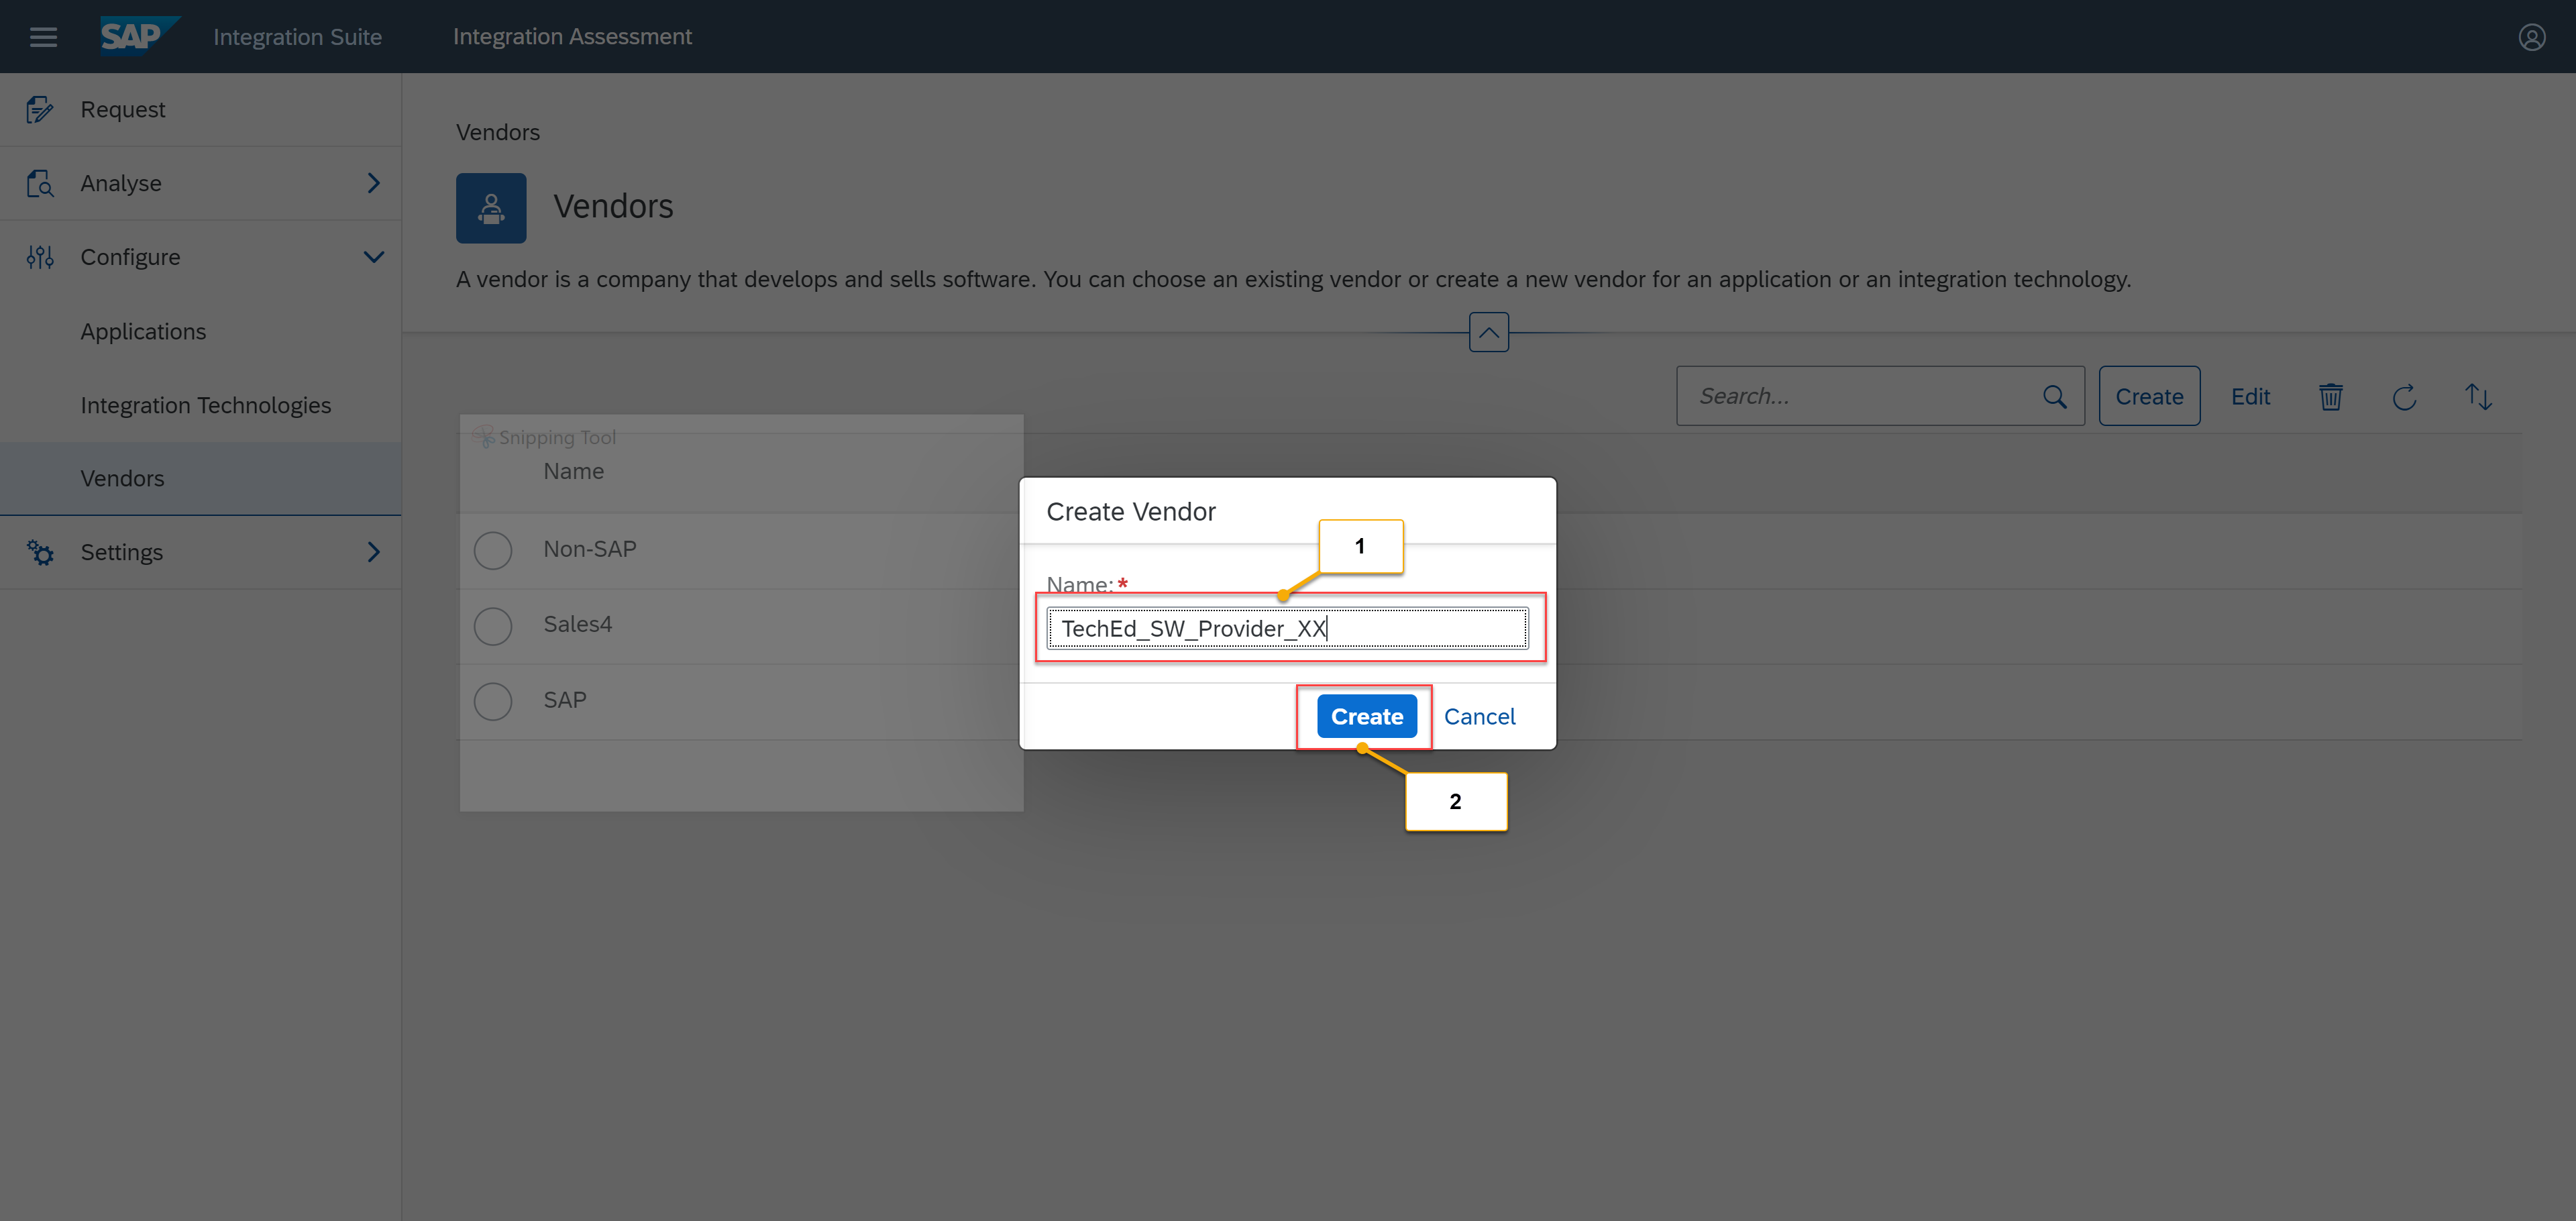 SAP Integration Suite Integration Assessment
Request
Analyse
Configure
Applications
Integration Technologies
Vendors
Settings
Vendors
Vendors
A vendor is a company that develops and sells software. You can choose an existing vendor or create a new vendor for an application or an integration technology.
Search... Create Edit
Snipping Tool
Name
Non-SAP
Sales4
SAP
Create Vendor
1
Name:*
TechEd_SW_Provider_XX
Create Cancel
2